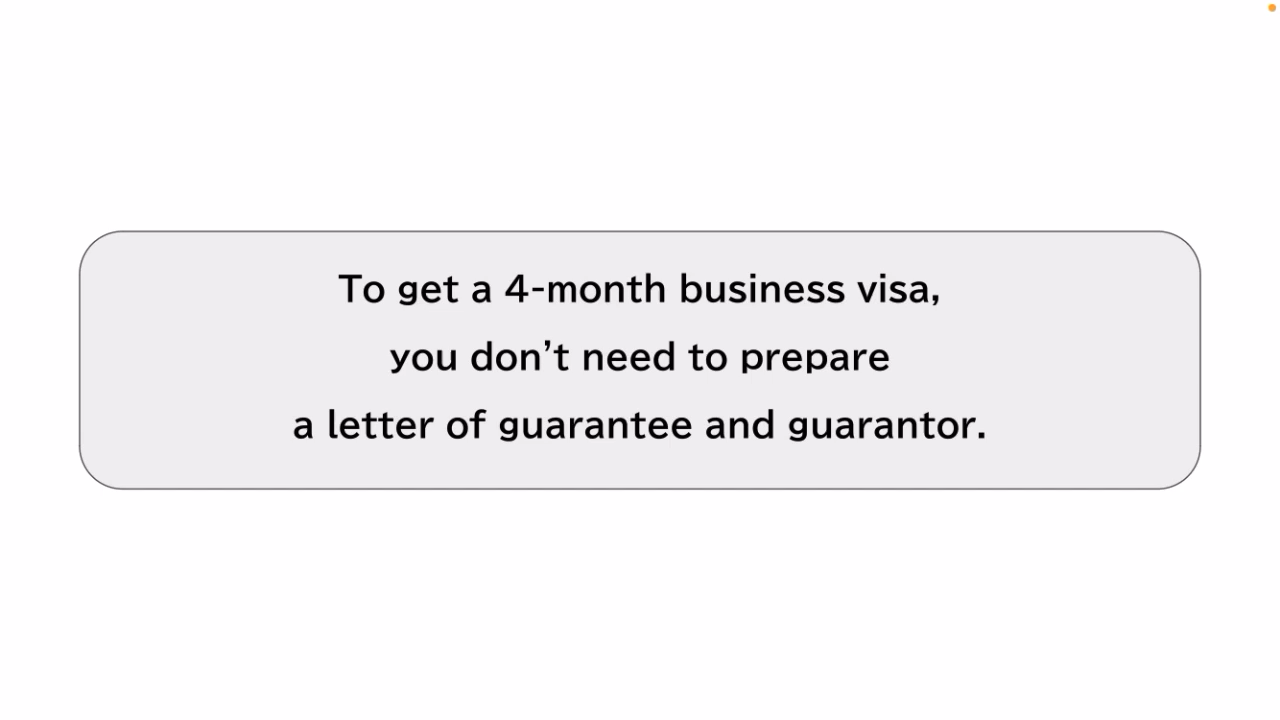 To get a 4-month business visa,
you don’t need to prepare
a letter of guarantee and guarantor.